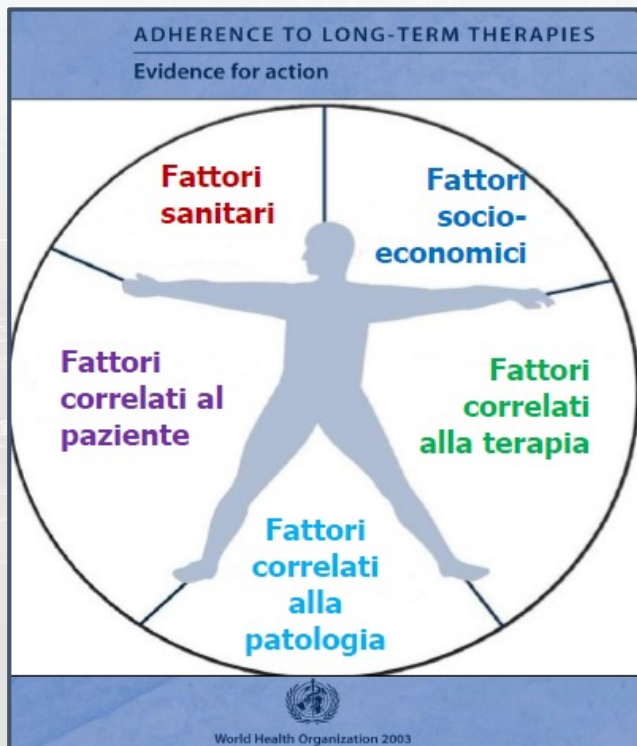 ADHERENCE TO LONG-TERM THERAPIES
Evidence for action
Fattori
sanitari
Fattori
socio-
economici
Fattori
correlati al
paziente
Fattori
correlati
alla terapia
Fattori
correlati
alla
patologia
World Health Organization 2003